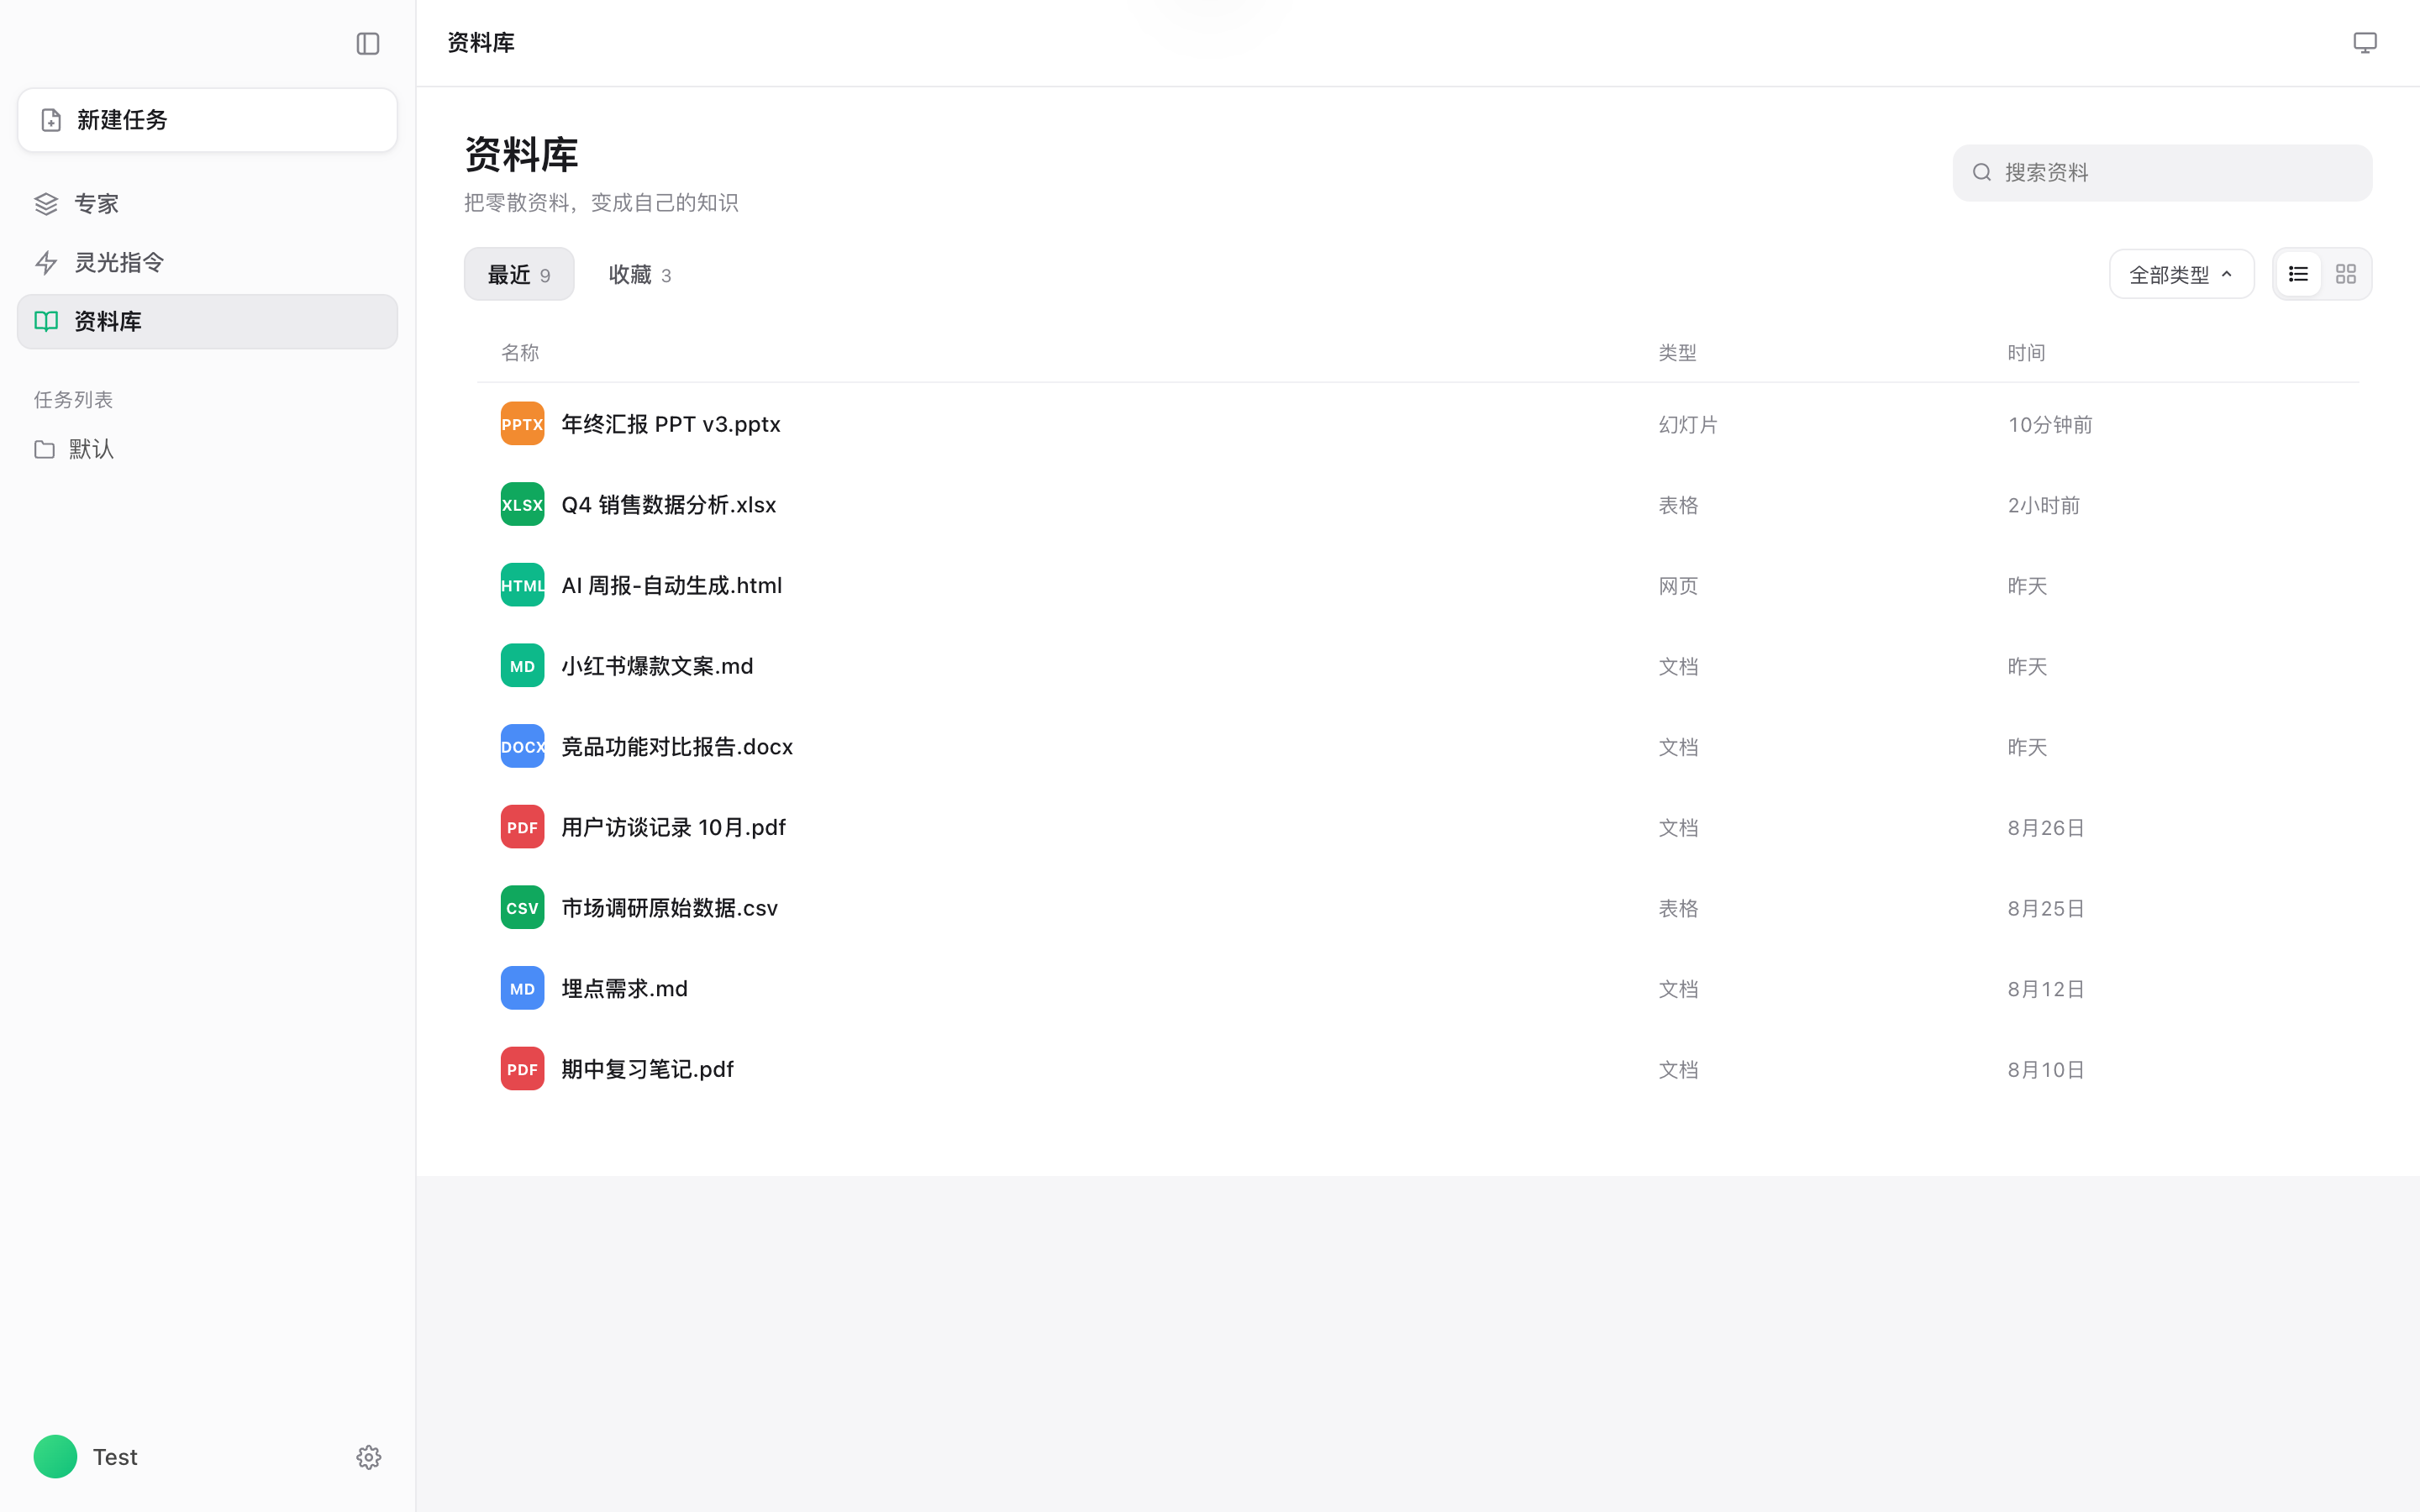 资料库
新建任务
专家
灵光指令
资料库
任务列表
默认
Test
资料库
把零散资料，变成自己的知识
搜索资料
最近 9
收藏 3
全部类型
名称 类型 时间
PPTX 年终汇报 PPT v3.pptx 幻灯片 10分钟前
XLSX Q4 销售数据分析.xlsx 表格 2小时前
HTML AI 周报-自动生成.html 网页 昨天
MD 小红书爆款文案.md 文档 昨天
DOCX 竞品功能对比报告.docx 文档 昨天
PDF 用户访谈记录 10月.pdf 文档 8月26日
CSV 市场调研原始数据.csv 表格 8月25日
MD 埋点需求.md 文档 8月12日
PDF 期中复习笔记.pdf 文档 8月10日